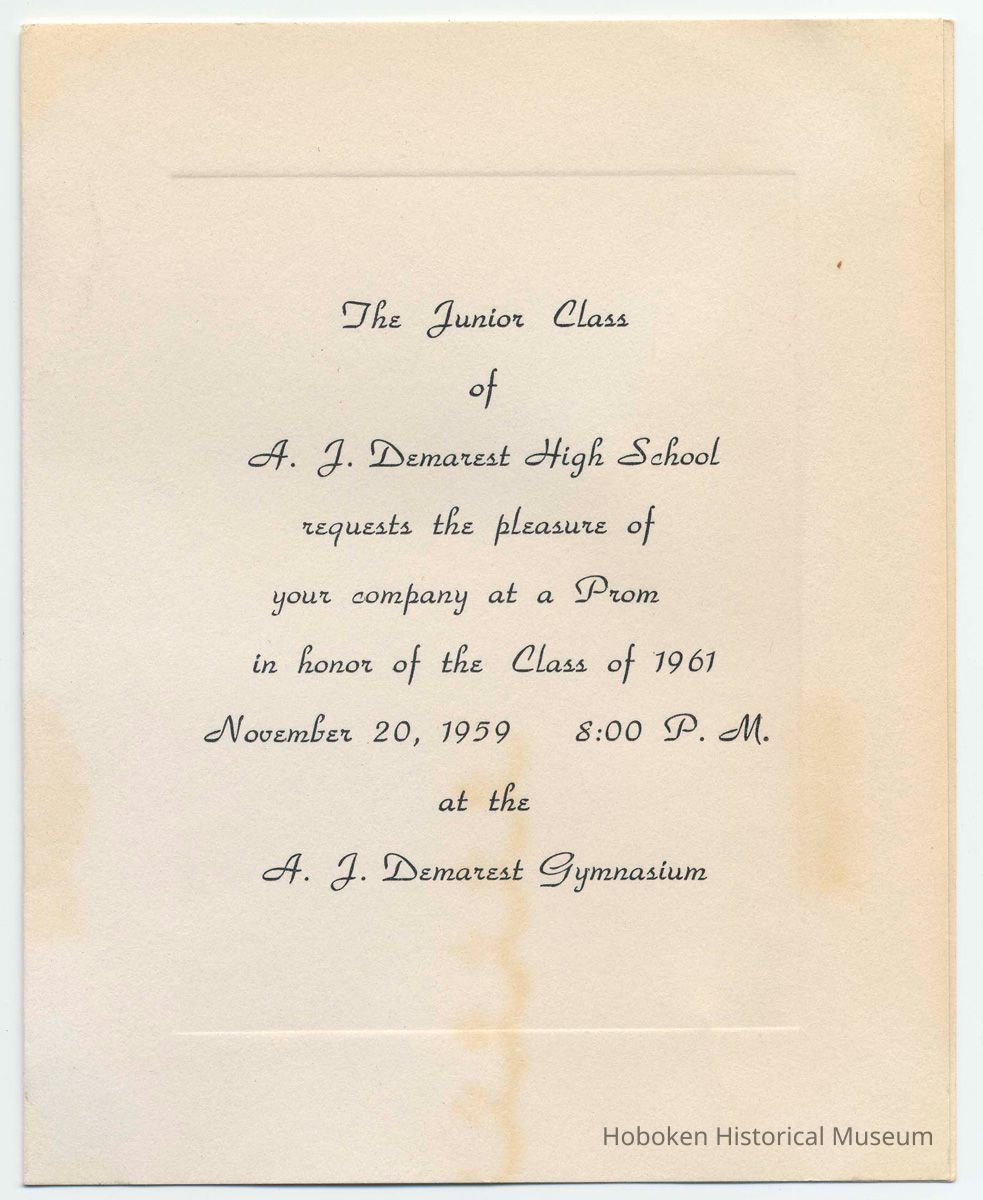 The Junior Class
of
A. J. Demarest High School
requests the pleasure of
your company at a Prom
in honor of the Class of 1961
November 20, 1959 8:00 P. M.
at the
A. J. Demarest Gymnasium
Hoboken Historical Museum